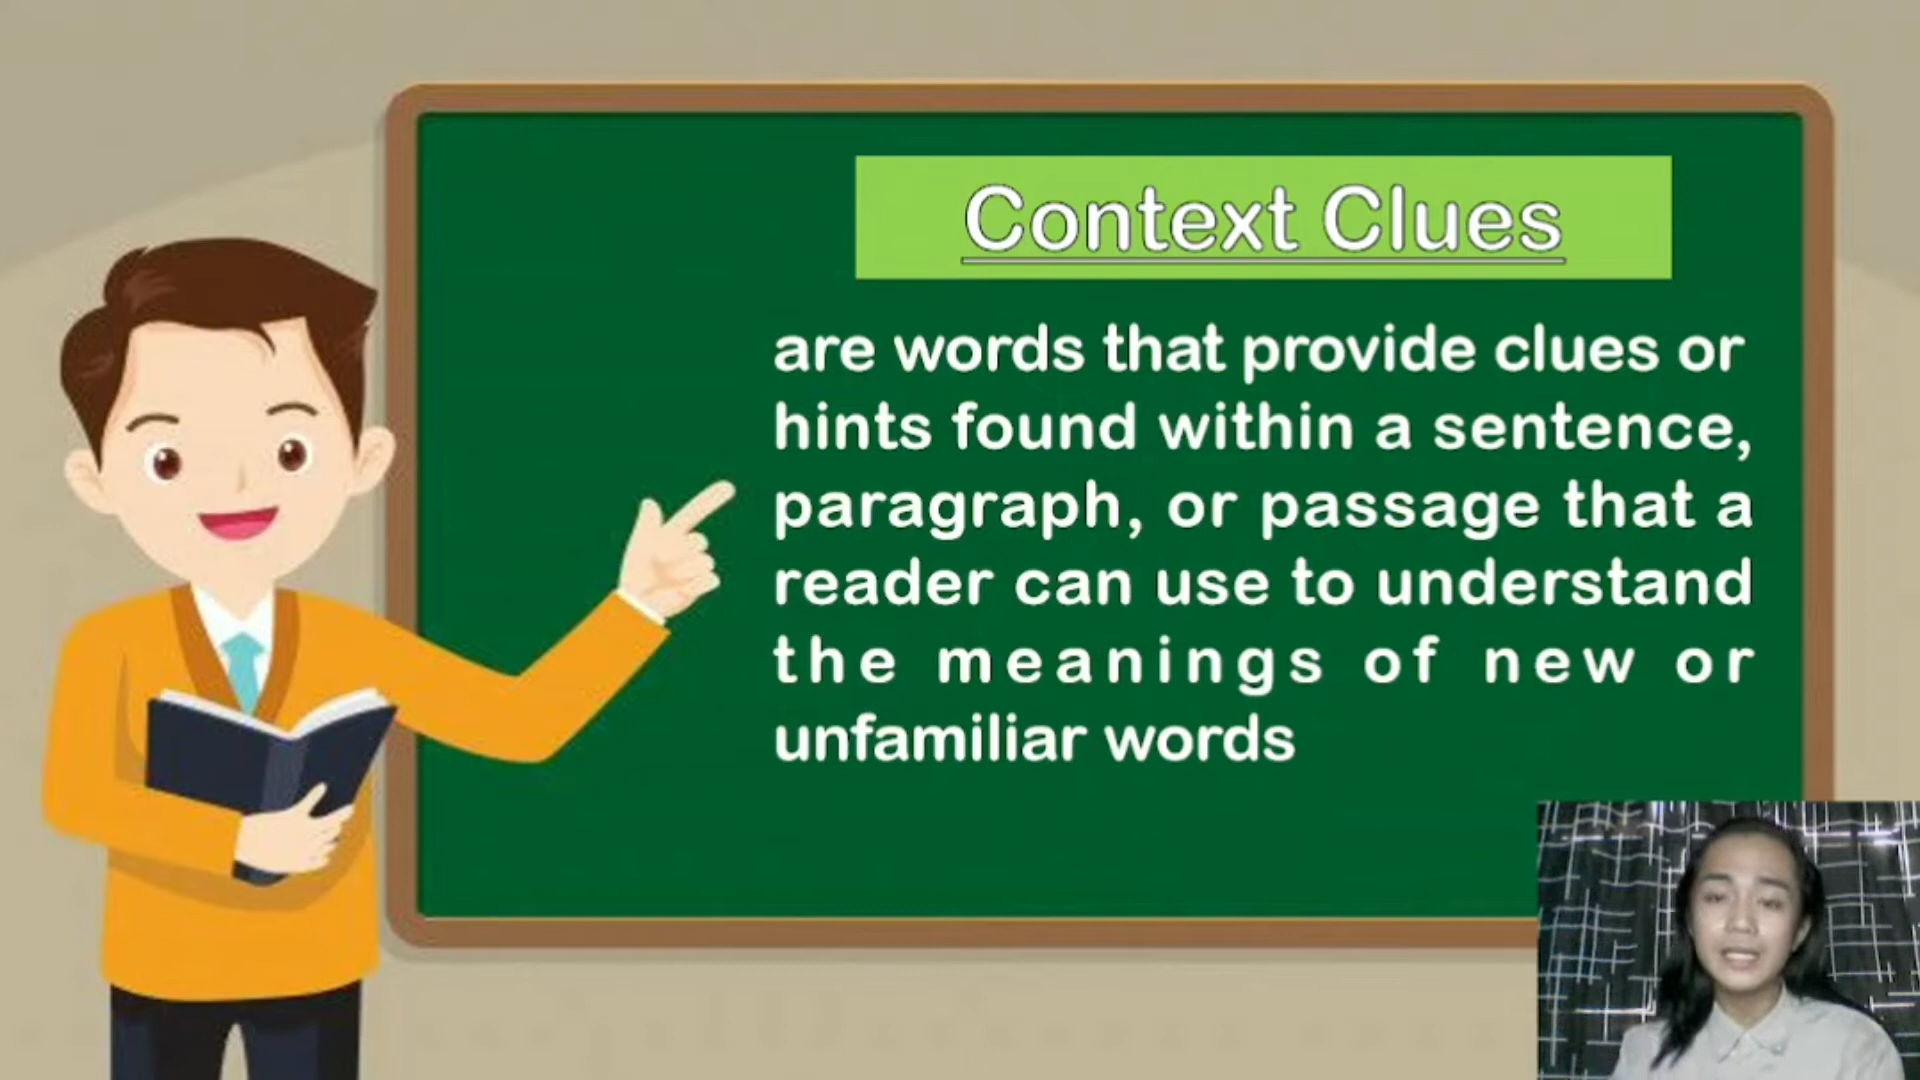 Context Clues
are words that provide clues or
hints found within a sentence,
paragraph, or passage that a
reader can use to understand
the meanings of new or
unfamiliar words